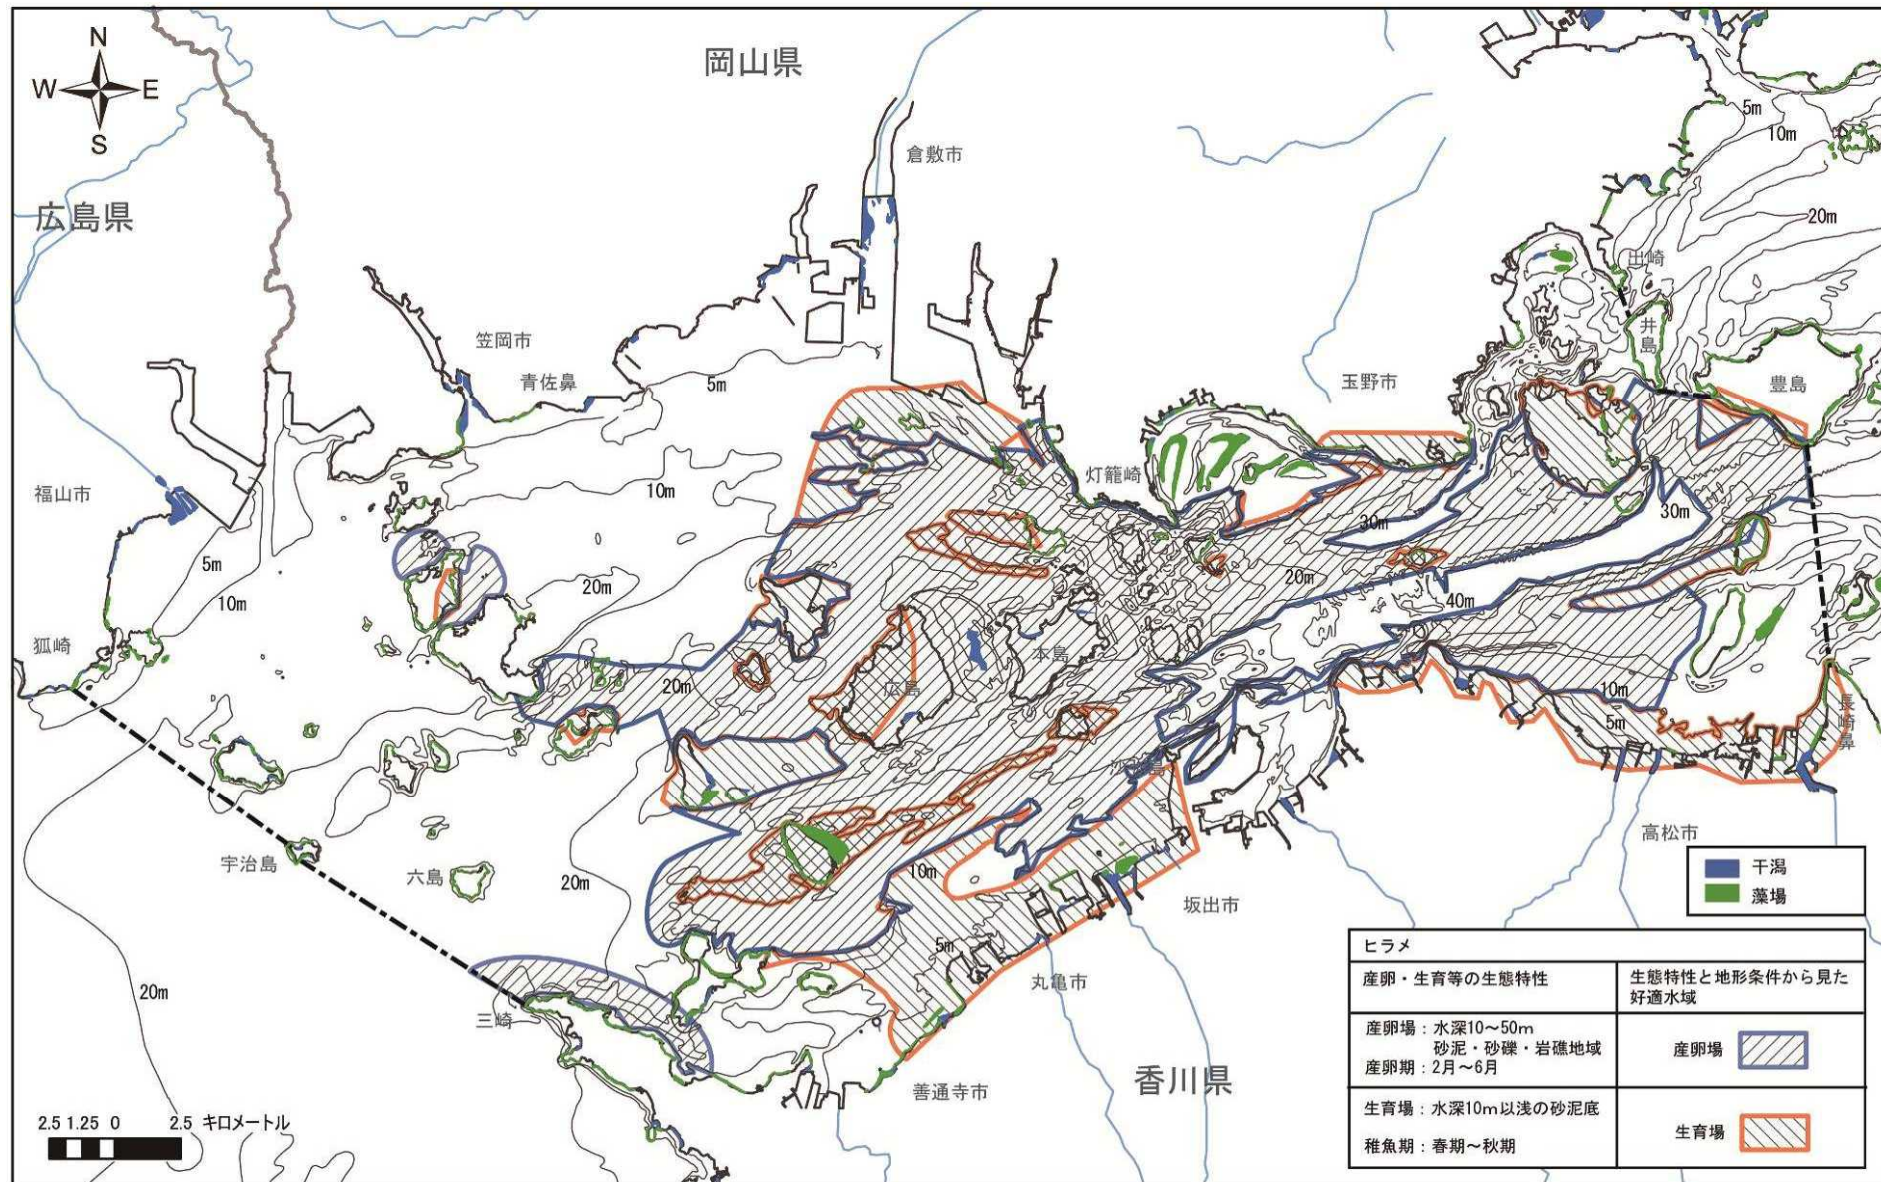 N
W E
S
岡山県
倉敷市
広島県
5m
10m
20m
出崎
井島
豊島
笠岡市
青佐鼻
5m
玉野市
福山市
10m
灯籠崎
30m
30m
5m
10m
20m
20m
40m
狐崎
本島
広島
20m
10m
5m
長崎鼻
沙弥島
高松市
宇治島
六島
20m
10m
坂出市
5m
丸亀市
20m
三崎
善通寺市
香川県
2.5 1.25 0 2.5 キロメートル
干潟
藻場
ヒラメ
産卵・生育等の生態特性
生態特性と地形条件から見た
好適水域
産卵場：水深10～50m
砂泥・砂礫・岩礁地域
産卵期：2月～6月
産卵場
生育場：水深10m以浅の砂泥底
稚魚期：春期～秋期
生育場